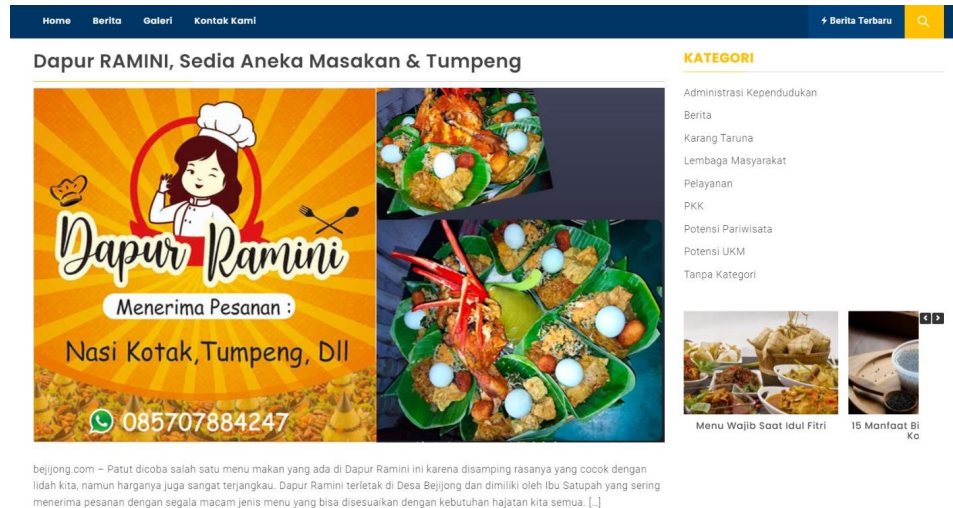 Home Berita Galeri Kontak Kami
Berita Terbaru
Dapur RAMINI, Sedia Aneka Masakan & Tumpeng
Dapur Ramini
Menerima Pesanan :
Nasi Kotak,Tumpeng, Dll
085707884247
bejijong.com – Patut dicoba salah satu menu makan yang ada di Dapur Ramini ini karena disamping rasanya yang cocok dengan
lidah kita, namun harganya juga sangat terjangkau. Dapur Ramini terletak di Desa Bejijong dan dimiliki oleh Ibu Satupah yang sering
menerima pesanan dengan segala macam jenis menu yang bisa disesuaikan dengan kebutuhan hajatan kita semua. [...]
KATEGORI
Administrasi Kependudukan
Berita
Karang Taruna
Lembaga Masyarakat
Pelayanan
PKK
Potensi Pariwisata
Potensi UKM
Tanpa Kategori
Menu Wajib Saat Idul Fitri
15 Manfaat Bi
Ko